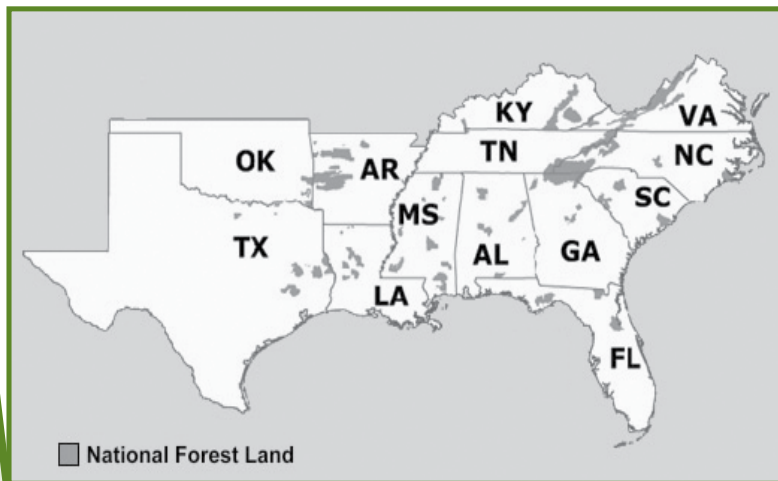 KY
VA
TN
NC
OK
AR
SC
MS
TX
AL
GA
LA
FL
National Forest Land